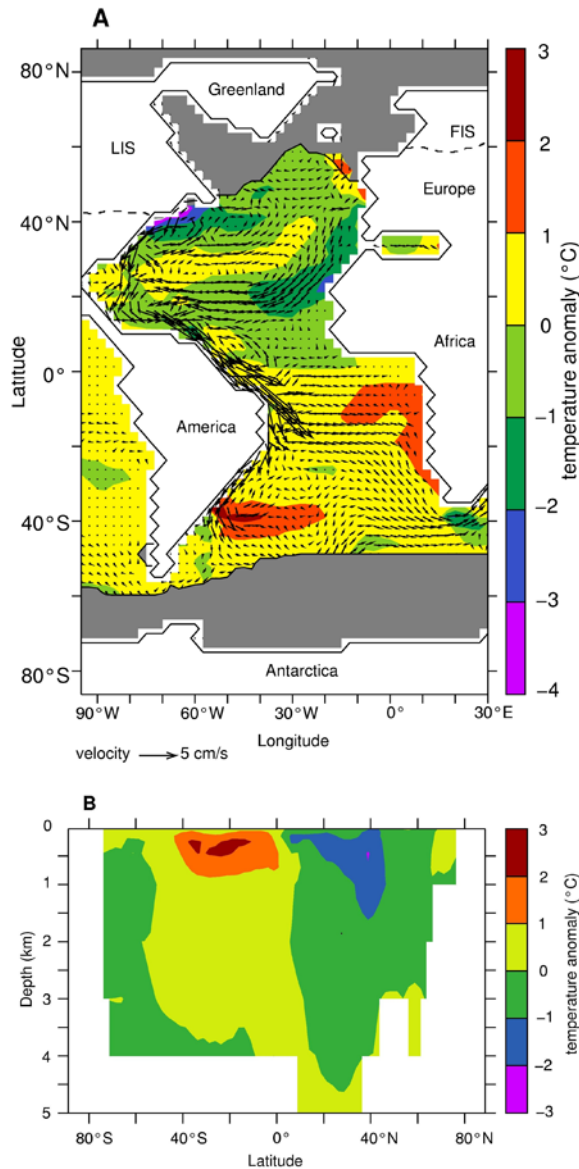 A
80°N
40°N
0°
40°S
80°S
Latitude
Greenland
LIS
FIS
Europe
Africa
America
Antarctica
90°W
60°W
30°W
0°
30°E
Longitude
velocity 5 cm/s
3
2
1
0
−1
−2
−3
−4
temperature anomaly (°C)
B
0
1
2
3
4
5
Depth (km)
80°S
40°S
0°
40°N
80°N
Latitude
3
2
1
0
−1
−2
−3
temperature anomaly (°C)